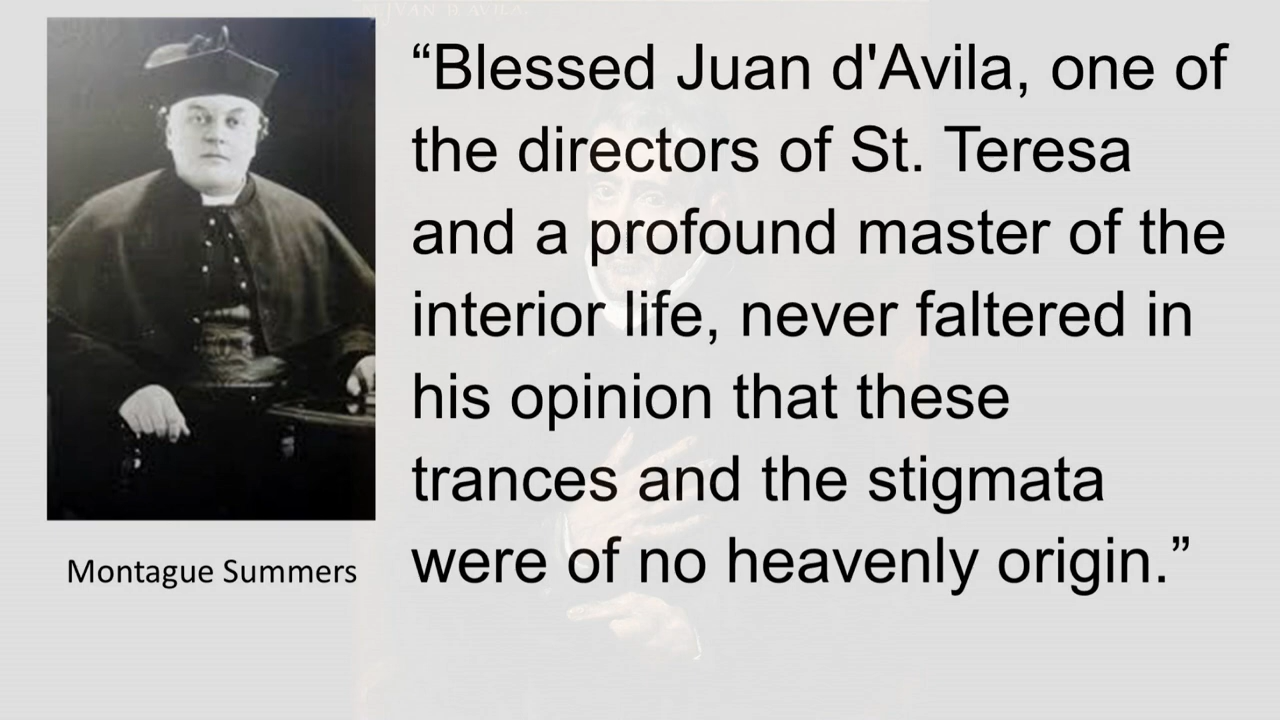 “Blessed Juan d'Avila, one of
the directors of St. Teresa
and a profound master of the
interior life, never faltered in
his opinion that these
trances and the stigmata
were of no heavenly origin.”
Montague Summers